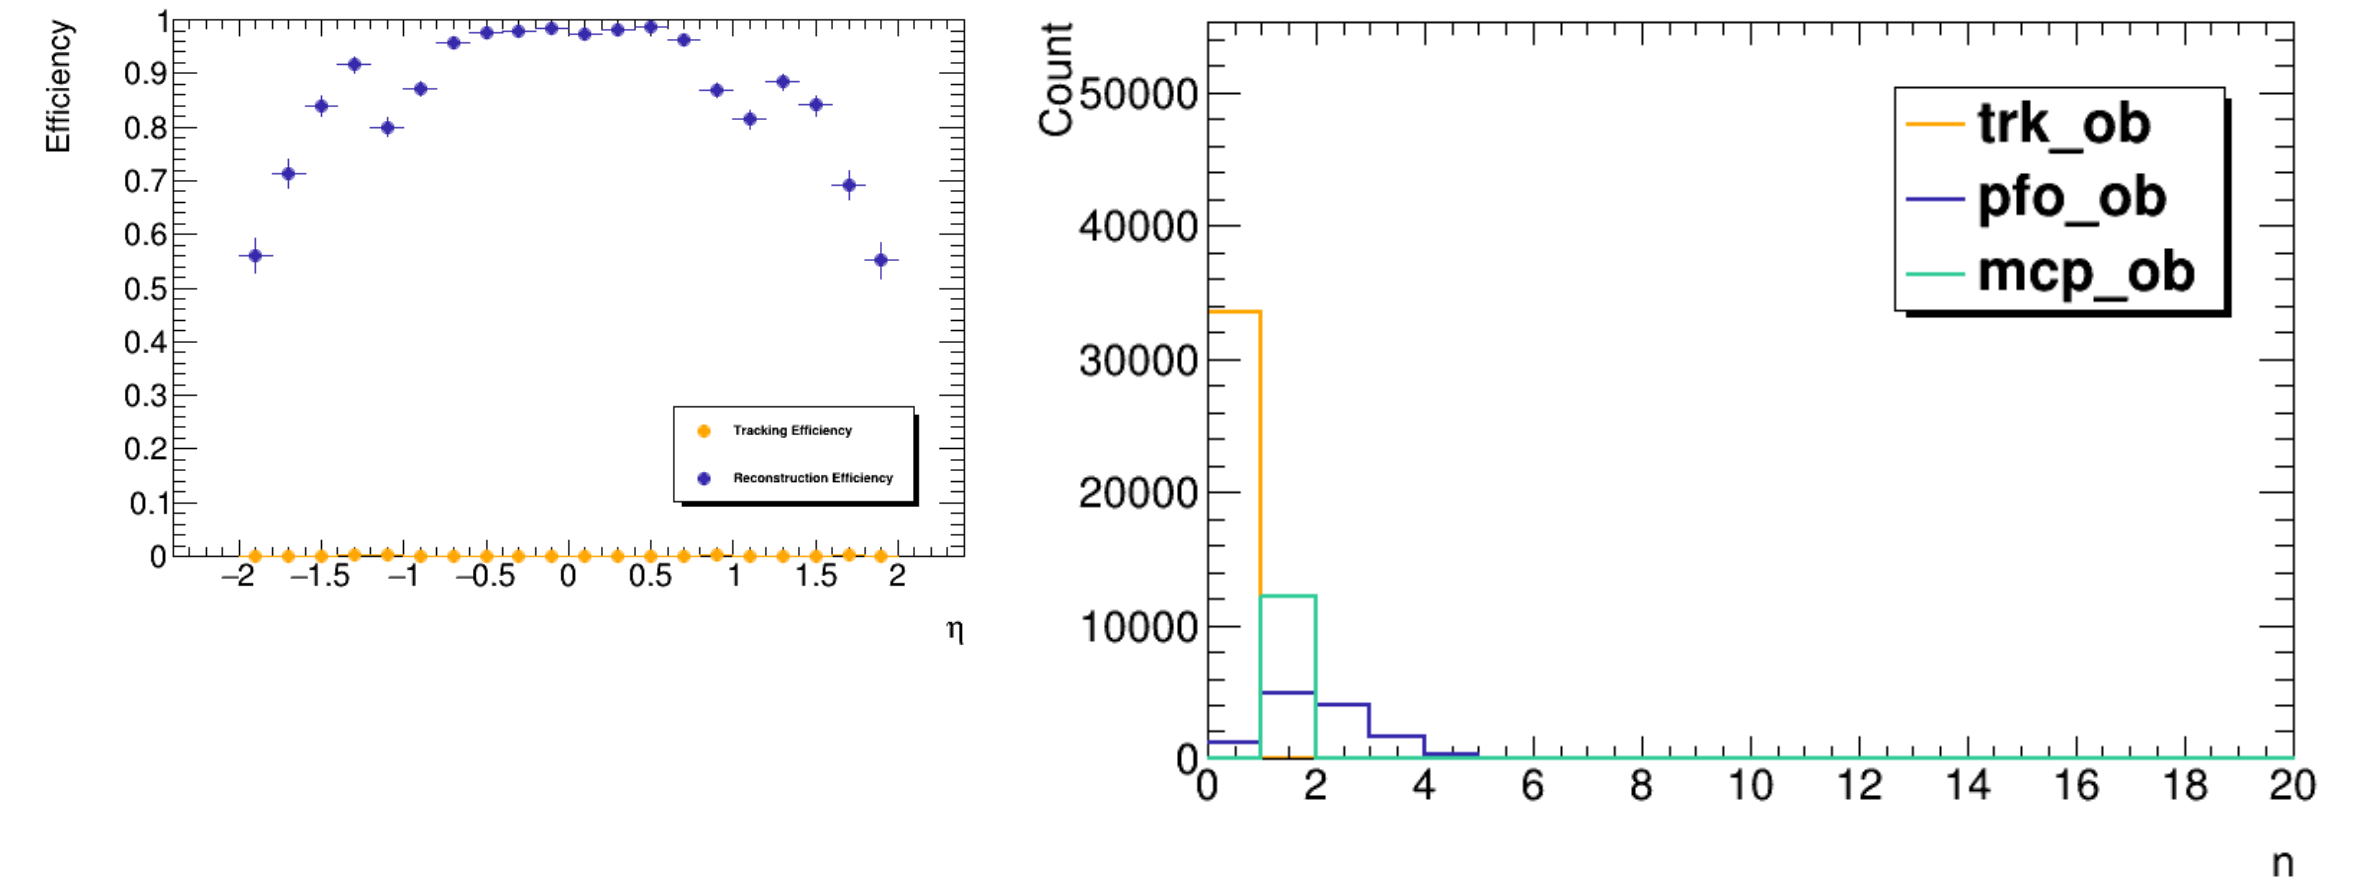 Efficiency
1
0.9
0.8
0.7
0.6
0.5
0.4
0.3
0.2
0.1
0
Tracking Efficiency
Reconstruction Efficiency
−2 −1.5 −1 −0.5 0 0.5 1 1.5 2
η
Count
50000
40000
30000
20000
10000
0
trk_ob
pfo_ob
mcp_ob
0 2 4 6 8 10 12 14 16 18 20
n